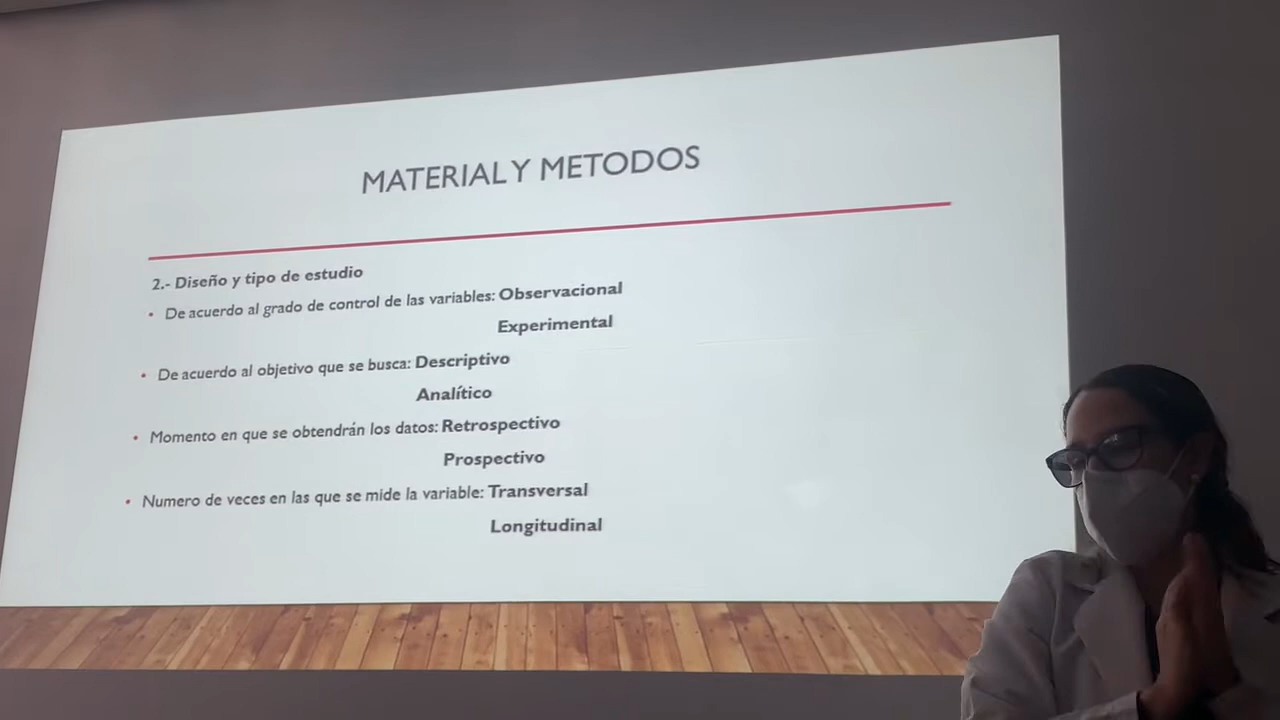 MATERIAL Y METODOS
2.- Diseño y tipo de estudio
• De acuerdo al grado de control de las variables: Observacional
Experimental
• De acuerdo al objetivo que se busca: Descriptivo
Analítico
• Momento en que se obtendrán los datos: Retrospectivo
Prospectivo
• Numero de veces en las que se mide la variable: Transversal
Longitudinal